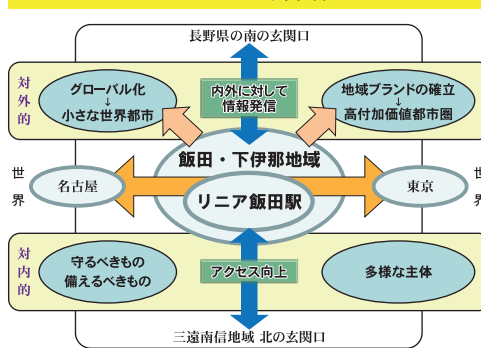 長野県の南の玄関口
対外的
グローバル化
↓
小さな世界都市
内外に対して
情報発信
地域ブランドの確立
↓
高付加価値都市圏
飯田・下伊那地域
世界
名古屋
リニア飯田駅
東京
世界
対内的
守るべきもの
備えるべきもの
アクセス向上
多様な主体
三遠南信地域 北の玄関口